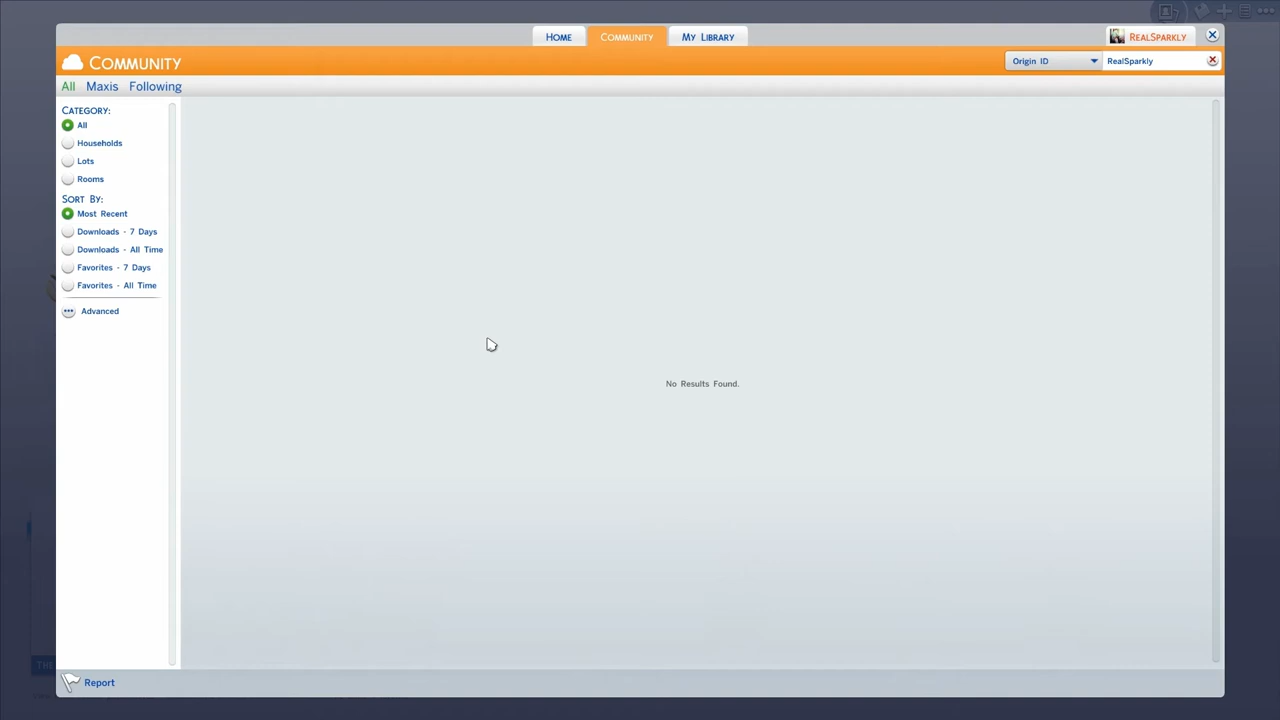 Home Community My Library RealSparkly
Community Origin ID RealSparkly
All Maxis Following
Category:
All
Households
Lots
Rooms
Sort By:
Most Recent
Downloads - 7 Days
Downloads - All Time
Favorites - 7 Days
Favorites - All Time
Advanced
No Results Found.
THE
Report